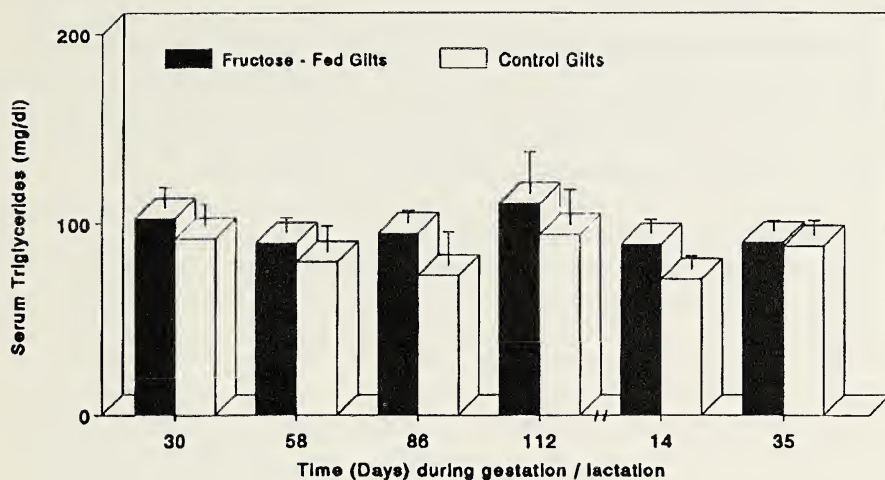 200
Fructose - Fed Gilts
Control Gilts
Serum Triglycerides (mg/dl)
100
0
30 58 86 112 14 35
Time (Days) during gestation / lactation